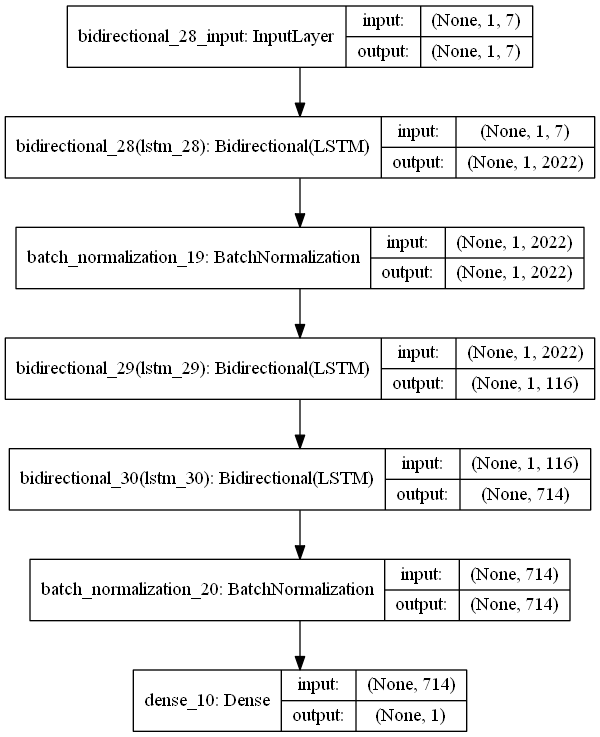 bidirectional_28_input: InputLayer input: (None, 1, 7)
output: (None, 1, 7)
bidirectional_28(lstm_28): Bidirectional(LSTM) input: (None, 1, 7)
output: (None, 1, 2022)
batch_normalization_19: BatchNormalization input: (None, 1, 2022)
output: (None, 1, 2022)
bidirectional_29(lstm_29): Bidirectional(LSTM) input: (None, 1, 2022)
output: (None, 1, 116)
bidirectional_30(lstm_30): Bidirectional(LSTM) input: (None, 1, 116)
output: (None, 714)
batch_normalization_20: BatchNormalization input: (None, 714)
output: (None, 714)
dense_10: Dense input: (None, 714)
output: (None, 1)